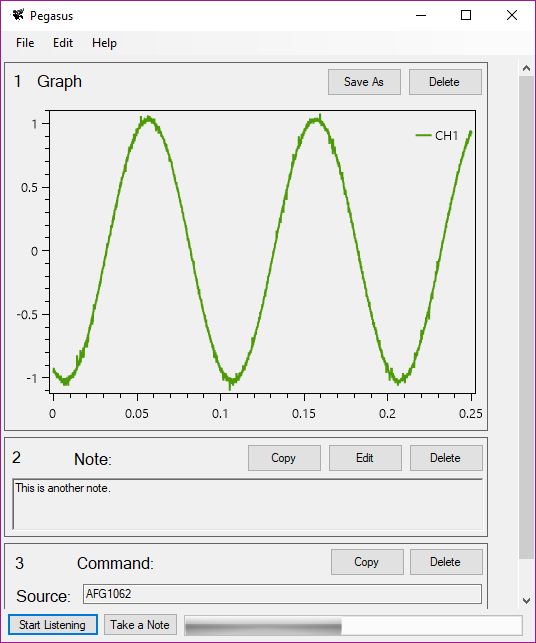 Pegasus
File Edit Help
1 Graph Save As Delete
CH1
1
0.5
0
-0.5
-1
0 0.05 0.1 0.15 0.2 0.25
2 Note: Copy Edit Delete
This is another note.
3 Command: Copy Delete
Source: AFG1062
Start Listening Take a Note